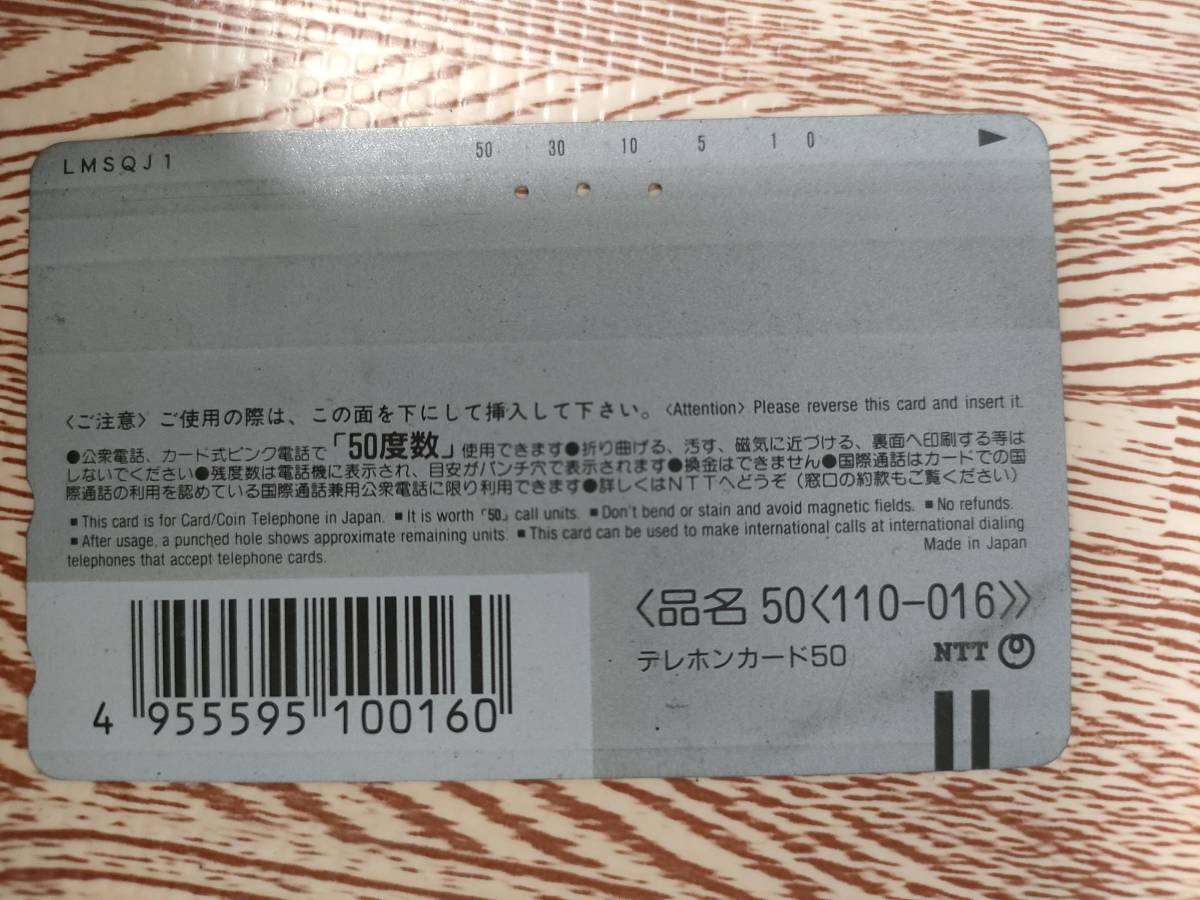 LMSQJ1
50 30 10 5 1 0 ▶
〈ご注意〉ご使用の際は、この面を下にして挿入して下さい。〈Attention〉Please reverse this card and insert it.
●公衆電話、カード式ピンク電話で「50度数」使用できます●折り曲げる、汚す、磁気に近づける、裏面へ印刷する等は
しないでください●残度数は電話機に表示され、目安がパンチ穴で表示されます●換金はできません●国際通話はカードでの国
際通話の利用を認めている国際通話兼用公衆電話に限り利用できます●詳しくはNTTへどうぞ（窓口の約款もご覧ください）
■This card is for Card/Coin Telephone in Japan. ■It is worth「50」call units. ■Don't bend or stain and avoid magnetic fields. ■No refunds.
■After usage, a punched hole shows approximate remaining units. ■This card can be used to make international calls at international dialing
telephones that accept telephone cards.
Made in Japan
〈品名 50〈110-016〉〉
テレホンカード50
NTT
4 955595 100160